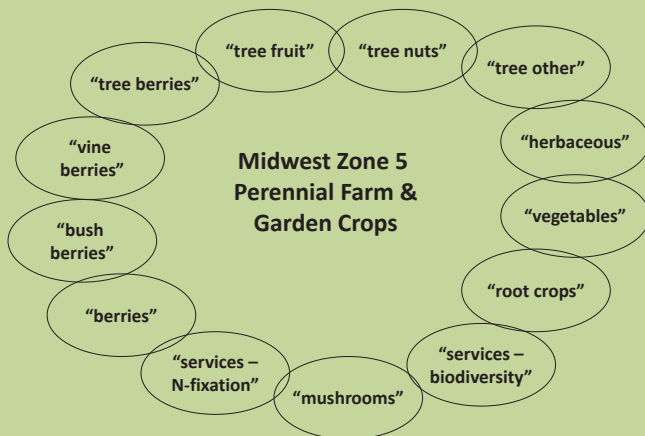 “tree fruit”
“tree nuts”
“tree other”
“tree berries”
“herbaceous”
“vine
berries”
Midwest Zone 5
Perennial Farm &
Garden Crops
“vegetables”
“bush
berries”
“root crops”
“berries”
“services –
biodiversity”
“services –
N-fixation”
“mushrooms”